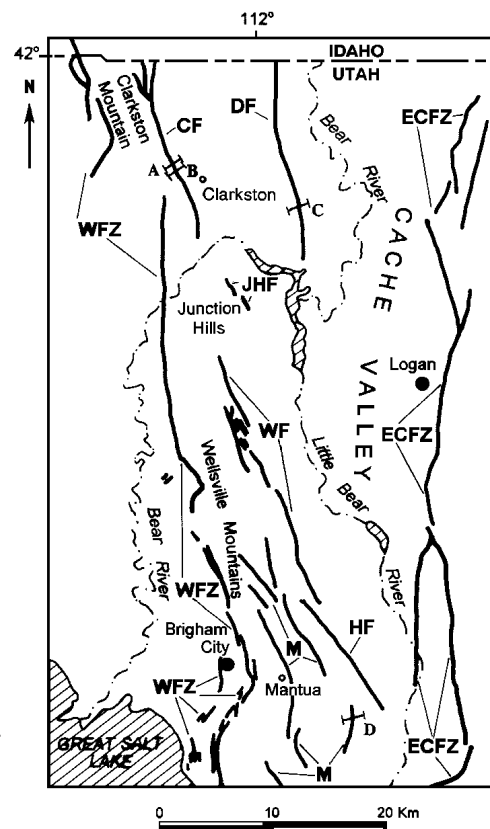 112°
42°
IDAHO
UTAH
N
Clarkston
Mountain
CF
DF
Bear
River
ECFZ
A
B
Clarkston
C
WFZ
CACHE
VALLEY
JHF
Junction
Hills
Logan
WF
ECFZ
Wellsville
Mountains
Little
Bear
River
Bear
River
WFZ
Brigham
City
M
HF
Mantua
WFZ
D
GREAT SALT
LAKE
M
ECFZ
0
10
20 Km